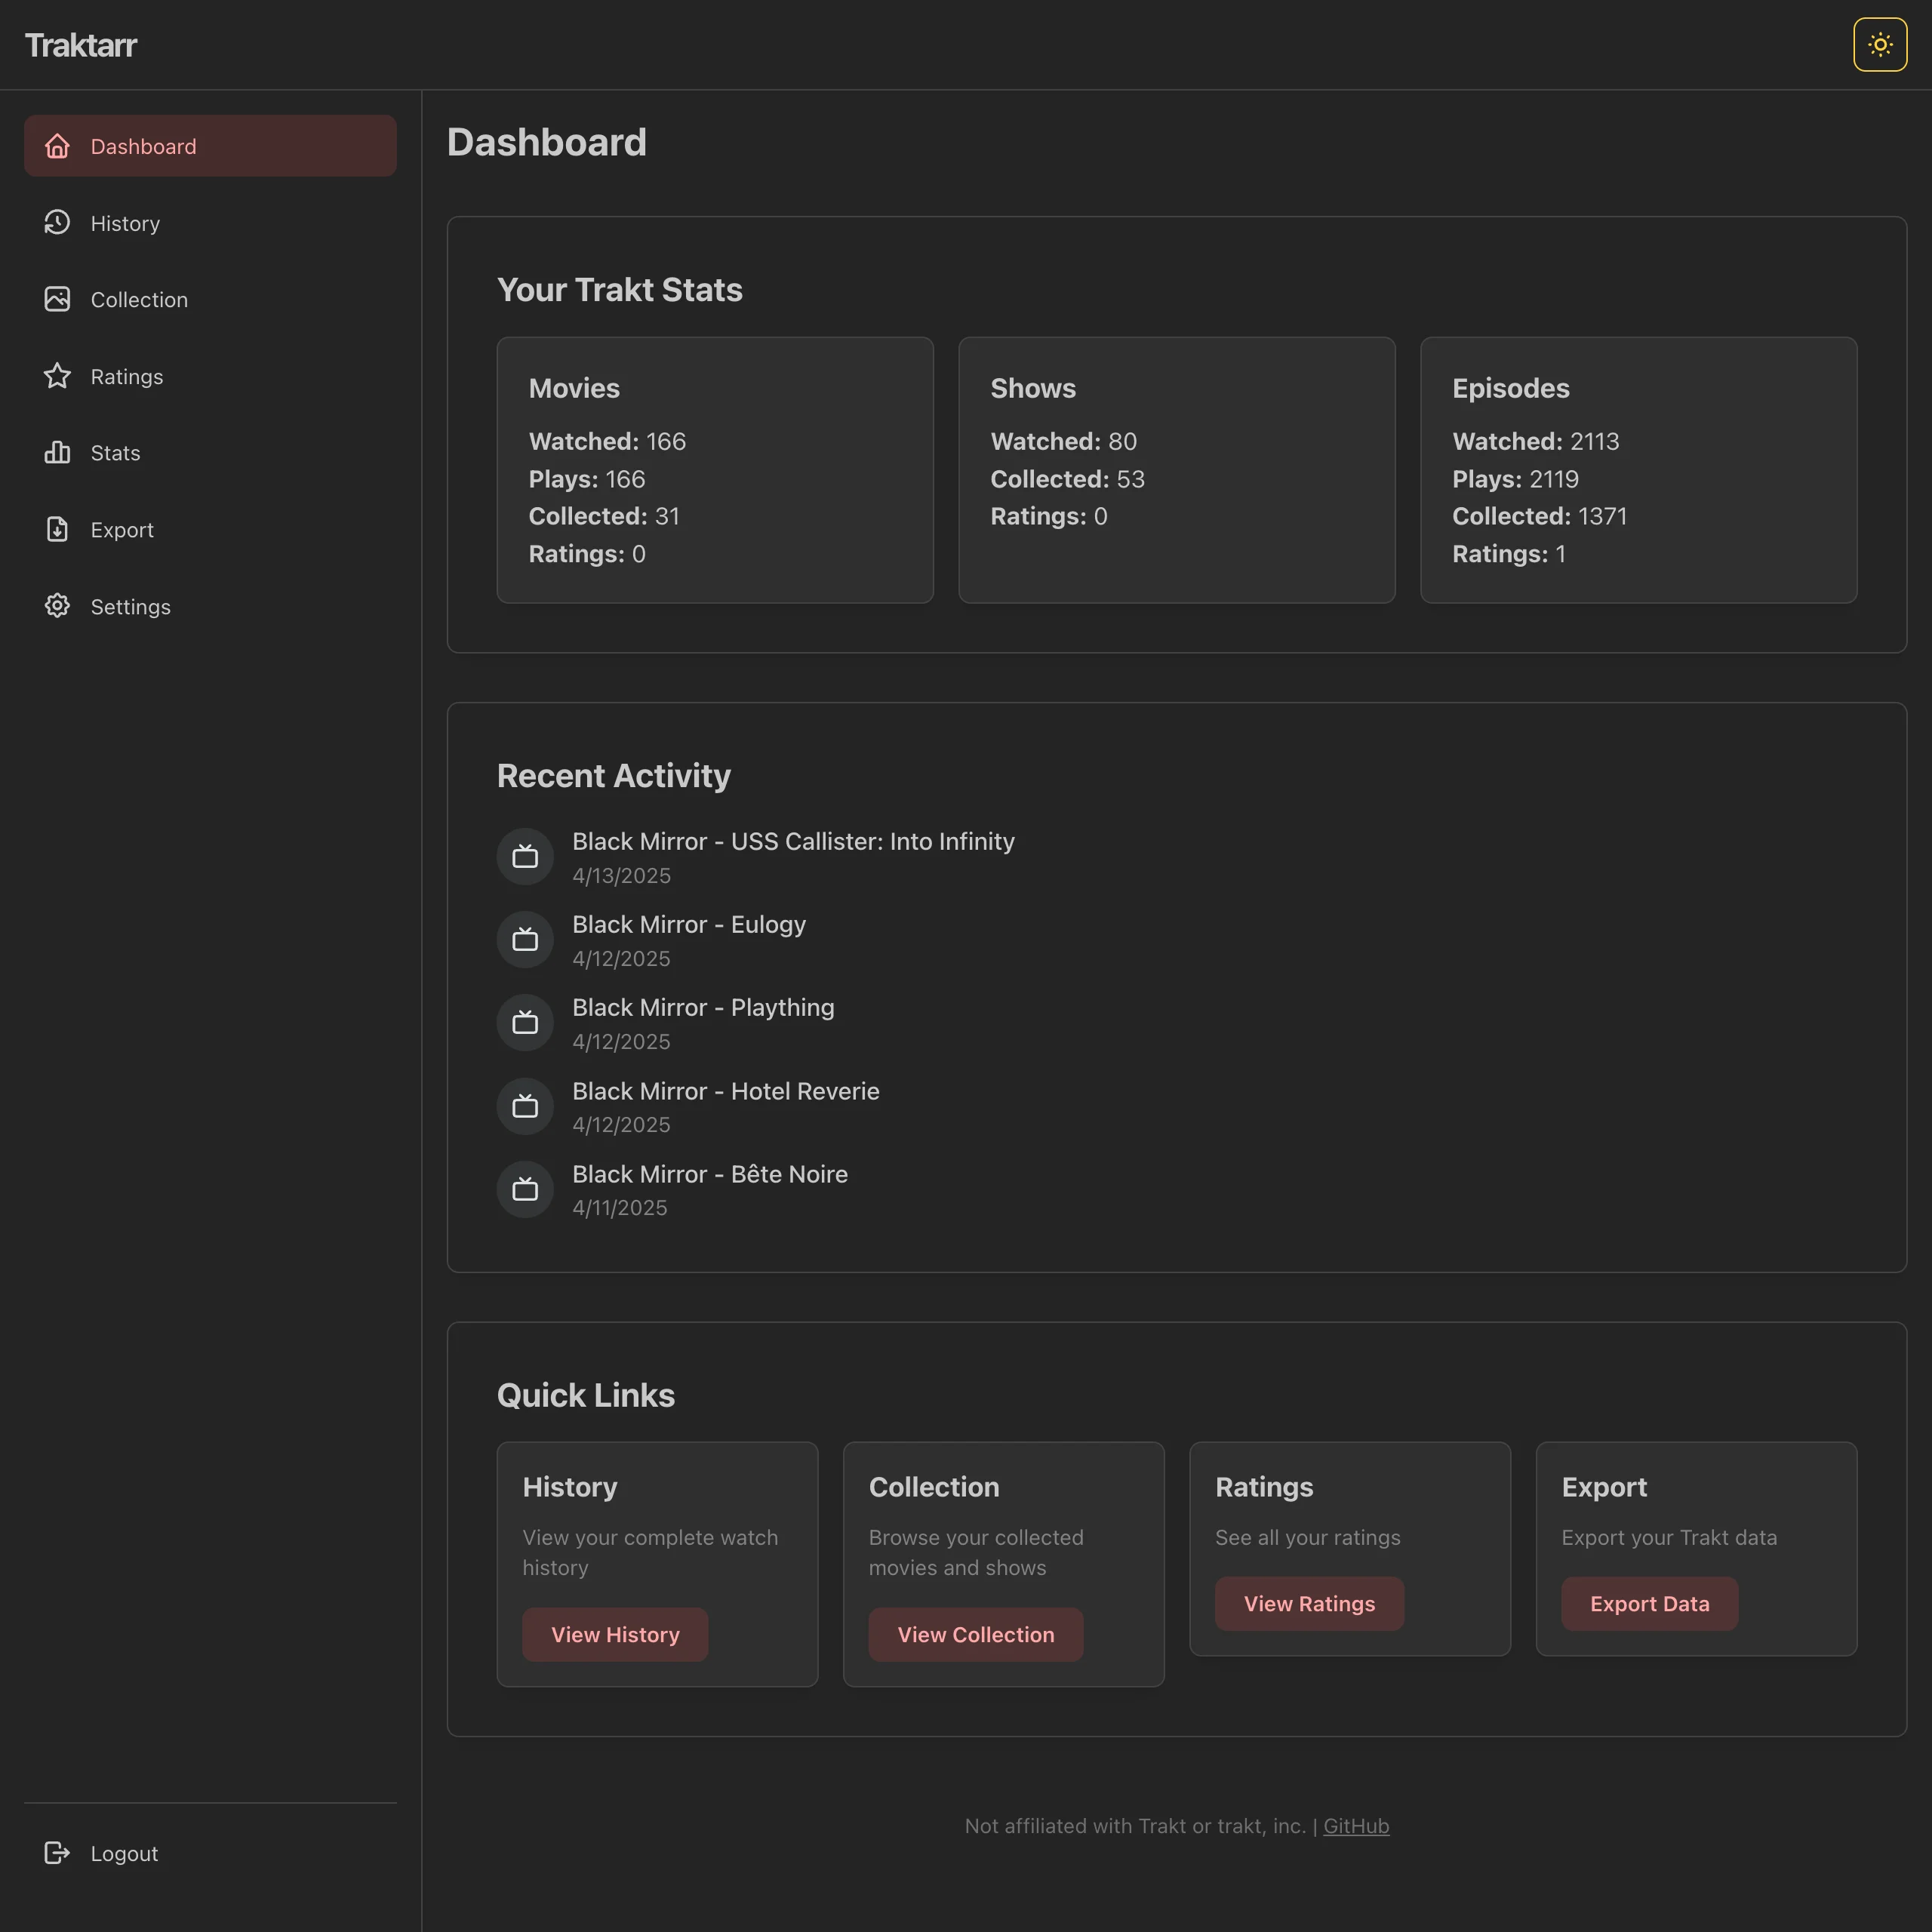 Traktarr
Dashboard
History
Collection
Ratings
Stats
Export
Settings
Logout
Dashboard
Your Trakt Stats
Movies
Watched: 166
Plays: 166
Collected: 31
Ratings: 0
Shows
Watched: 80
Collected: 53
Ratings: 0
Episodes
Watched: 2113
Plays: 2119
Collected: 1371
Ratings: 1
Recent Activity
Black Mirror - USS Callister: Into Infinity
4/13/2025
Black Mirror - Eulogy
4/12/2025
Black Mirror - Plaything
4/12/2025
Black Mirror - Hotel Reverie
4/12/2025
Black Mirror - Bête Noire
4/11/2025
Quick Links
History
View your complete watch
history
View History
Collection
Browse your collected
movies and shows
View Collection
Ratings
See all your ratings
View Ratings
Export
Export your Trakt data
Export Data
Not affiliated with Trakt or trakt, inc. | GitHub